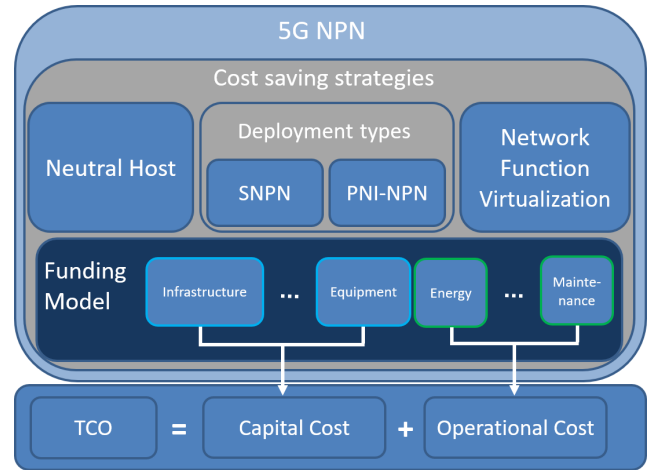 5G NPN
Cost saving strategies
Neutral Host
Deployment types
SNPN
PNI-NPN
Network
Function
Virtualization
Funding
Model
Infrastructure
...
Equipment
Energy
...
Mainte-
nance
TCO = Capital Cost + Operational Cost